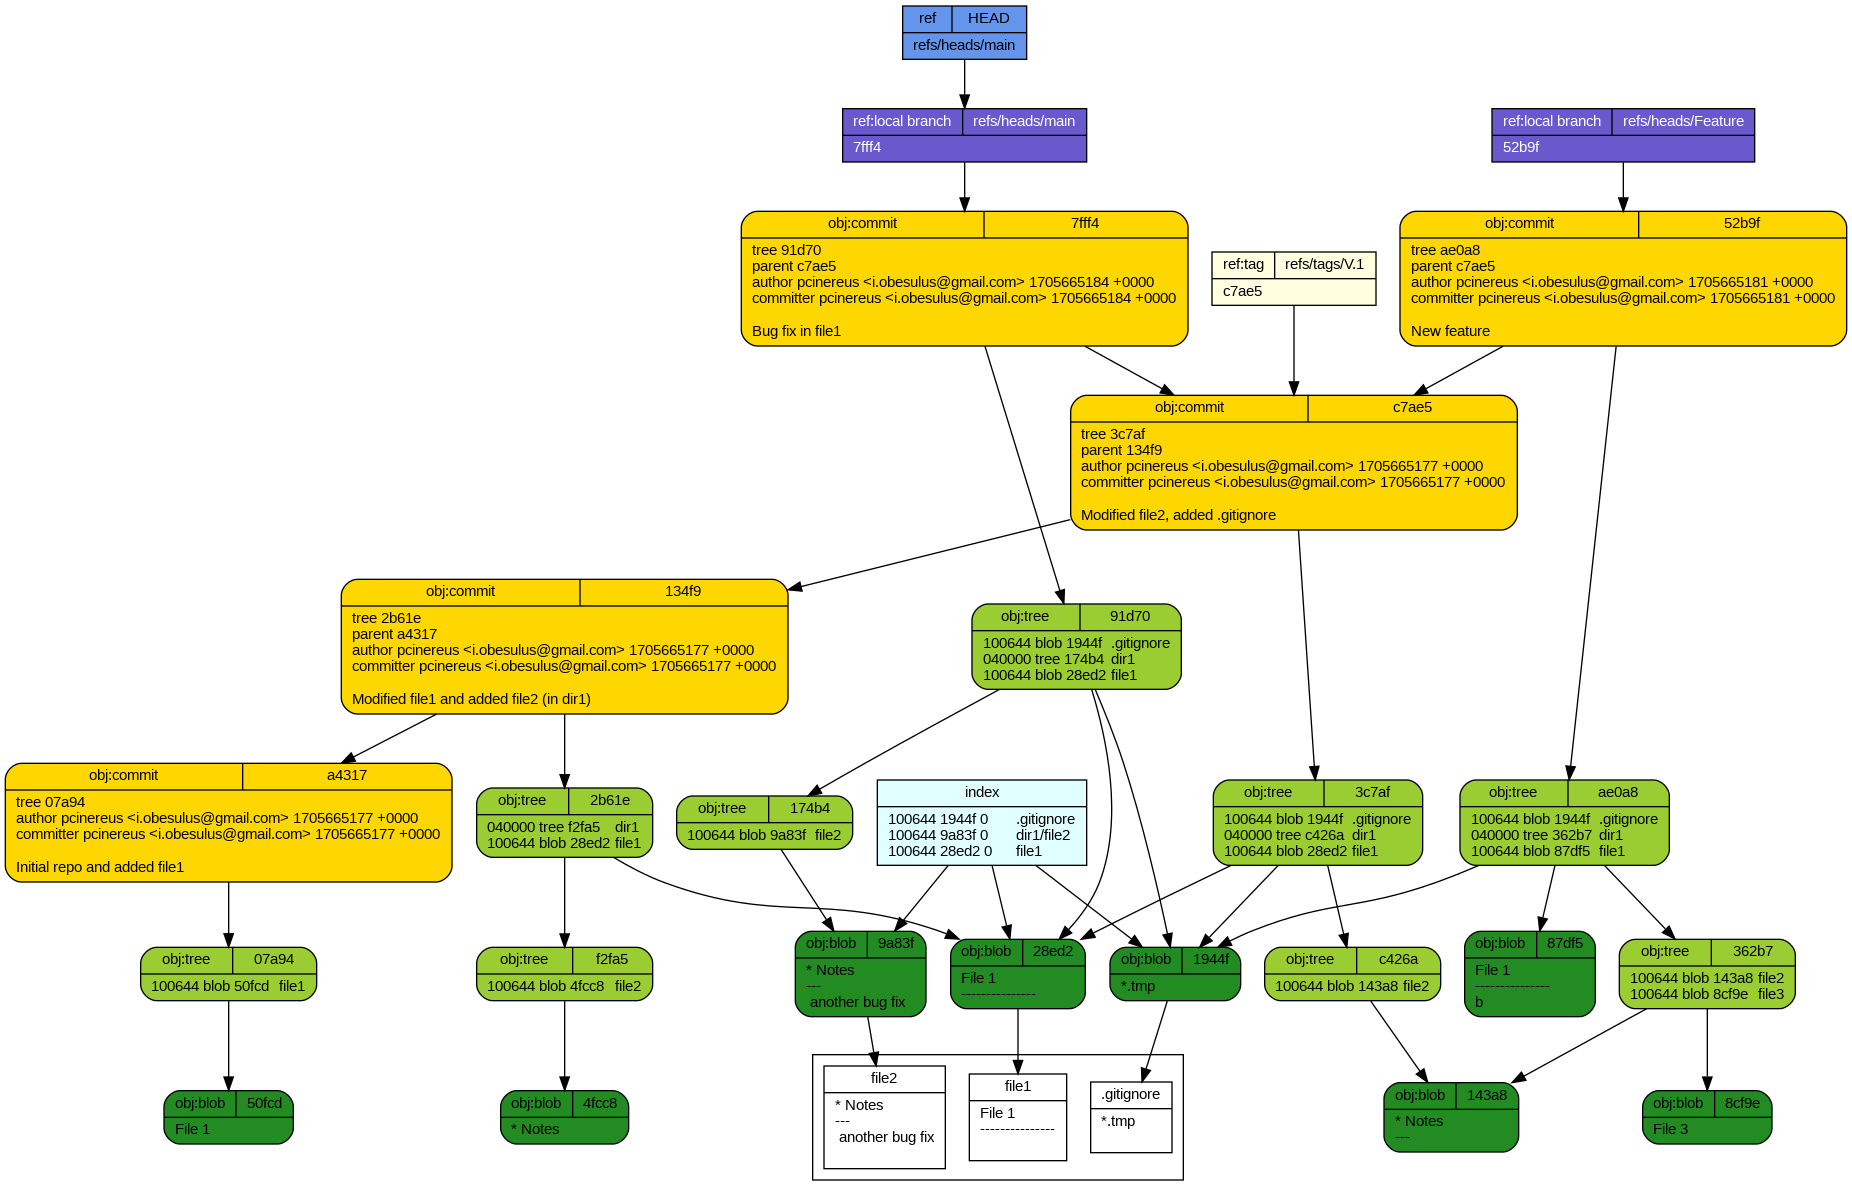 ref HEAD
refs/heads/main
ref:local branch refs/heads/main
7fff4
ref:local branch refs/heads/Feature
52b9f
obj:commit 7fff4
tree 91d70
parent c7ae5
author pcinereus <i.obesulus@gmail.com> 1705665184 +0000
committer pcinereus <i.obesulus@gmail.com> 1705665184 +0000
Bug fix in file1
ref:tag refs/tags/V.1
c7ae5
obj:commit 52b9f
tree ae0a8
parent c7ae5
author pcinereus <i.obesulus@gmail.com> 1705665181 +0000
committer pcinereus <i.obesulus@gmail.com> 1705665181 +0000
New feature
obj:commit c7ae5
tree 3c7af
parent 134f9
author pcinereus <i.obesulus@gmail.com> 1705665177 +0000
committer pcinereus <i.obesulus@gmail.com> 1705665177 +0000
Modified file2, added .gitignore
obj:commit 134f9
tree 2b61e
parent a4317
author pcinereus <i.obesulus@gmail.com> 1705665177 +0000
committer pcinereus <i.obesulus@gmail.com> 1705665177 +0000
Modified file1 and added file2 (in dir1)
obj:tree 91d70
100644 blob 1944f .gitignore
040000 tree 174b4 dir1
100644 blob 28ed2 file1
obj:commit a4317
tree 07a94
author pcinereus <i.obesulus@gmail.com> 1705665177 +0000
committer pcinereus <i.obesulus@gmail.com> 1705665177 +0000
Initial repo and added file1
obj:tree 2b61e
040000 tree f2fa5 dir1
100644 blob 28ed2 file1
obj:tree 174b4
100644 blob 9a83f file2
index
100644 1944f 0 .gitignore
100644 9a83f 0 dir1/file2
100644 28ed2 0 file1
obj:tree 3c7af
100644 blob 1944f .gitignore
040000 tree c426a dir1
100644 blob 28ed2 file1
obj:tree ae0a8
100644 blob 1944f .gitignore
040000 tree 362b7 dir1
100644 blob 87df5 file1
obj:tree 07a94
100644 blob 50fcd file1
obj:tree f2fa5
100644 blob 4fcc8 file2
obj:blob 9a83f
* Notes
---
another bug fix
obj:blob 28ed2
File 1
---------------
obj:blob 1944f
*.tmp
obj:tree c426a
100644 blob 143a8 file2
obj:blob 87df5
File 1
---------------
b
obj:tree 362b7
100644 blob 143a8 file2
100644 blob 8cf9e file3
obj:blob 50fcd
File 1
obj:blob 4fcc8
* Notes
file2
* Notes
---
another bug fix
file1
File 1
---------------
.gitignore
*.tmp
obj:blob 143a8
* Notes
---
obj:blob 8cf9e
File 3